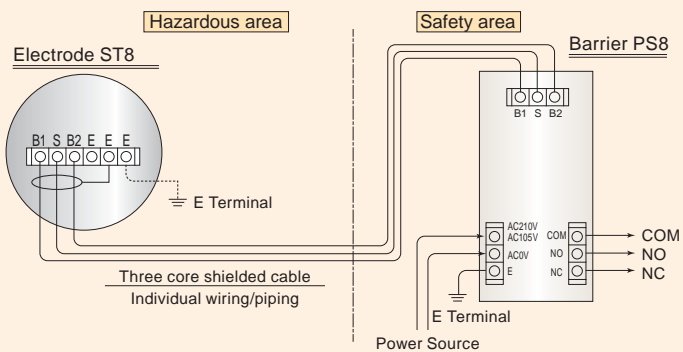 Hazardous area
Safety area
Electrode ST8
Barrier PS8
B1 S B2
B1 S B2 E E E
E Terminal
AC210V
AC105V
COM
COM
AC0V
NO
NO
E
NC
NC
Three core shielded cable
Individual wiring/piping
E Terminal
Power Source